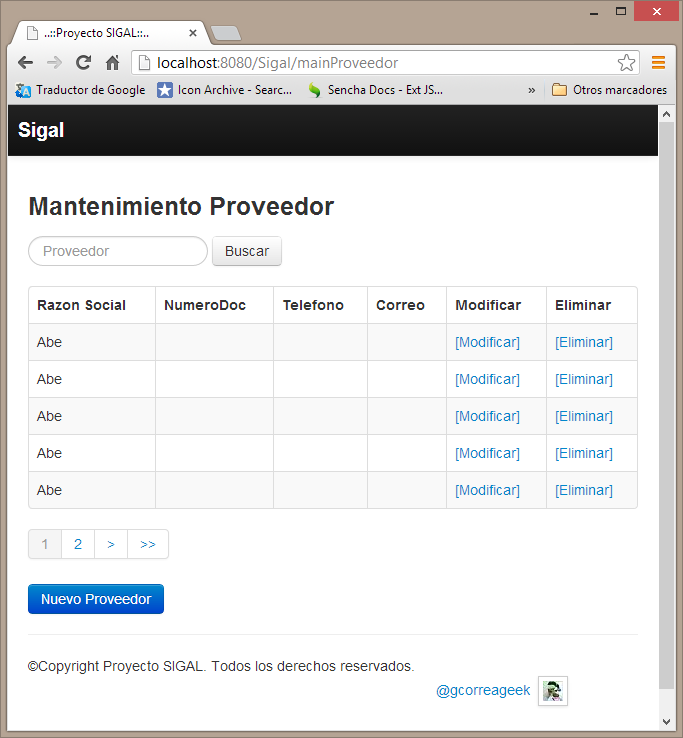 ..::Proyecto SIGAL::..
localhost:8080/Sigal/mainProveedor
Traductor de Google Icon Archive - Searc... Sencha Docs - Ext JS... » Otros marcadores
Sigal
Mantenimiento Proveedor
Proveedor Buscar
Razon Social NumeroDoc Telefono Correo Modificar Eliminar
Abe [Modificar] [Eliminar]
Abe [Modificar] [Eliminar]
Abe [Modificar] [Eliminar]
Abe [Modificar] [Eliminar]
Abe [Modificar] [Eliminar]
1 2 > >>
Nuevo Proveedor
©Copyright Proyecto SIGAL. Todos los derechos reservados.
@gcorreageek